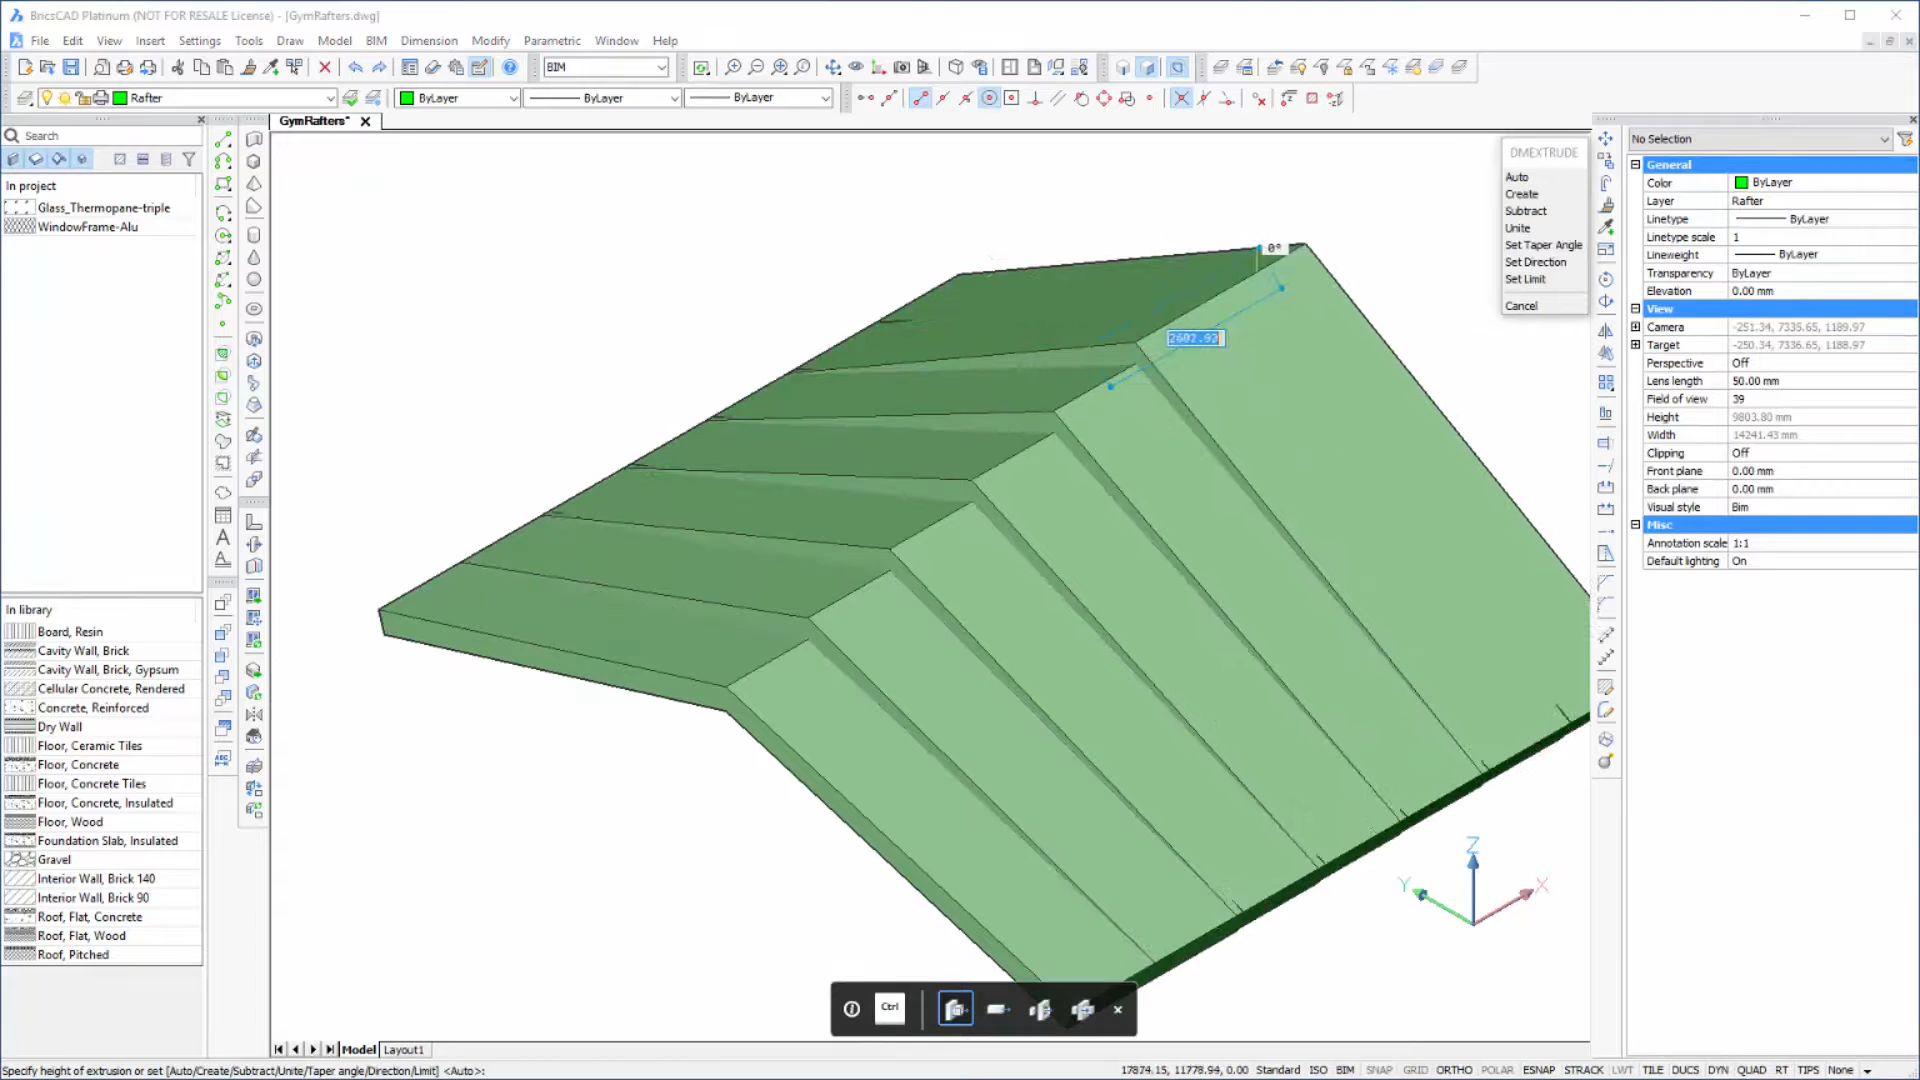 BricsCAD Platinum (NOT FOR RESALE License) - [GymRafters.dwg]
File Edit View Insert Settings Tools Draw Model BIM Dimension Modify Parametric Window Help
BIM
Rafter ByLayer ByLayer ByLayer
GymRafters*
Search
In project
Glass_Thermopane-triple
WindowFrame-Alu
In library
Board, Resin
Cavity Wall, Brick
Cavity Wall, Brick, Gypsum
Cellular Concrete, Rendered
Concrete, Reinforced
Dry Wall
Floor, Ceramic Tiles
Floor, Concrete
Floor, Concrete Tiles
Floor, Concrete, Insulated
Floor, Wood
Foundation Slab, Insulated
Gravel
Interior Wall, Brick 140
Interior Wall, Brick 90
Roof, Flat, Concrete
Roof, Flat, Wood
Roof, Pitched
0°
2602.92
DMEXTRUDE
Auto
Create
Subtract
Unite
Set Taper Angle
Set Direction
Set Limit
Cancel
Z
Y
X
Ctrl
No Selection
General
Color ByLayer
Layer Rafter
Linetype ByLayer
Linetype scale 1
Lineweight ByLayer
Transparency ByLayer
Elevation 0.00 mm
View
Camera -251.34, 7335.65, 1189.97
Target -250.34, 7336.65, 1188.97
Perspective Off
Lens length 50.00 mm
Field of view 39
Height 9803.80 mm
Width 14241.43 mm
Clipping Off
Front plane 0.00 mm
Back plane 0.00 mm
Visual style Bim
Misc
Annotation scale 1:1
Default lighting On
Model Layout1
Specify height of extrusion or set [Auto/Create/Subtract/Unite/Taper angle/Direction/Limit] <Auto>:
17874.15, 11778.94, 0.00 Standard ISO BIM SNAP GRID ORTHO POLAR ESNAP STRACK LWT TILE DUCS DYN QUAD RT TIPS None